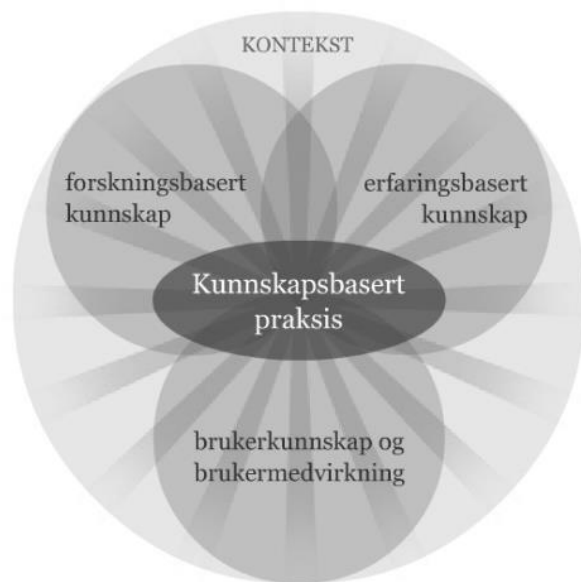 KONTEKST
forskningsbasert
kunnskap
erfaringsbasert
kunnskap
Kunnskapsbasert
praksis
brukerkunnskap og
brukermedvirkning